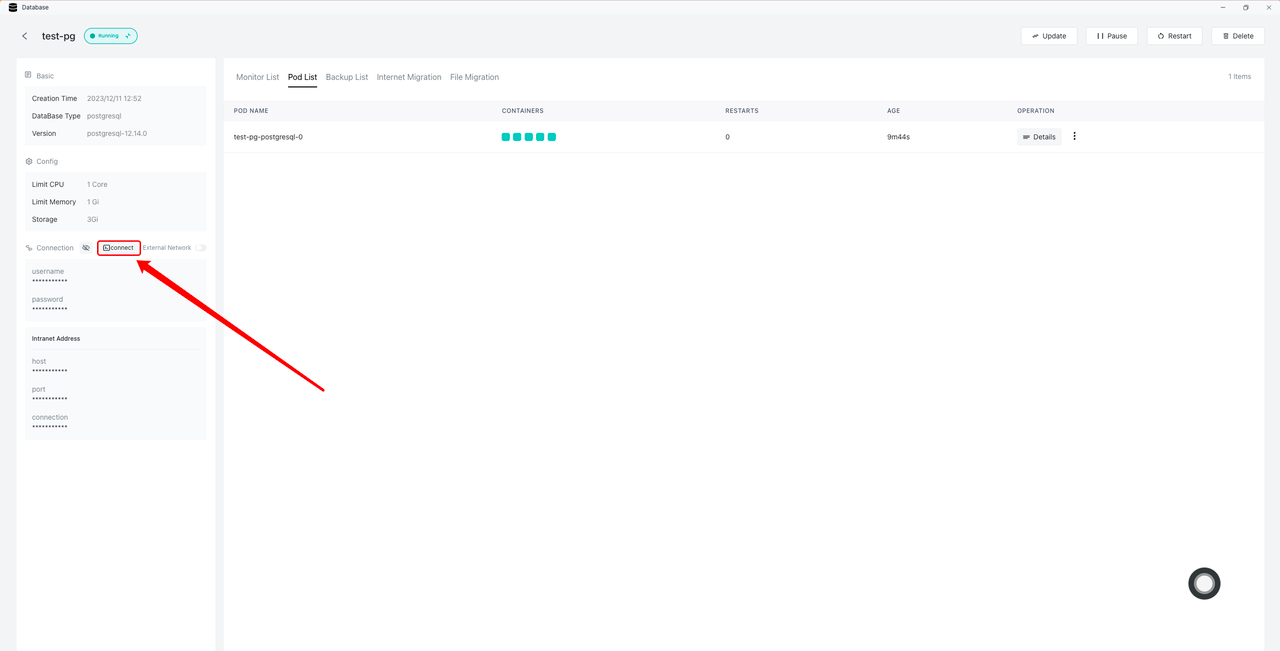 Database
test-pg Running Update Pause Restart Delete
Basic
Creation Time 2023/12/11 12:52
DataBase Type postgresql
Version postgresql-12.14.0
Config
Limit CPU 1 Core
Limit Memory 1 Gi
Storage 3Gi
Connection connect External Network
username
•••••••••••
password
•••••••••••
Intranet Address
host
•••••••••••
port
•••••••••••
connection
•••••••••••
Monitor List Pod List Backup List Internet Migration File Migration 1 Items
POD NAME CONTAINERS RESTARTS AGE OPERATION
test-pg-postgresql-0 0 9m44s Details